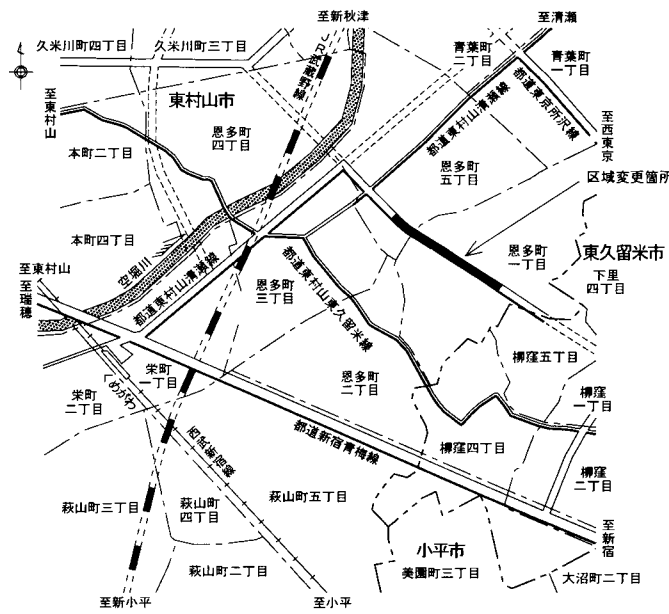 至新秋津
至清瀬
久米川町四丁目
久米川町三丁目
JR武蔵野線
青葉町
二丁目
青葉町
一丁目
都道東京所沢線
都道東村山清瀬線
至東村山
東村山市
恩多町
四丁目
至西東京
本町二丁目
恩多町
五丁目
区域変更箇所
本町四丁目
空堀川
恩多町
一丁目
東久留米市
下里
四丁目
至東村山
至瑞穂
都道東村山清瀬線
恩多町
三丁目
都道東村山東久留米線
柳窪五丁目
栄町
一丁目
栄町
二丁目
くめがわ
恩多町
二丁目
柳窪
一丁目
西武新宿線
都道新宿青梅線
柳窪四丁目
柳窪
二丁目
萩山町三丁目
萩山町
四丁目
萩山町五丁目
至新宿
小平市
美園町三丁目
萩山町二丁目
大沼町二丁目
至新小平
至小平